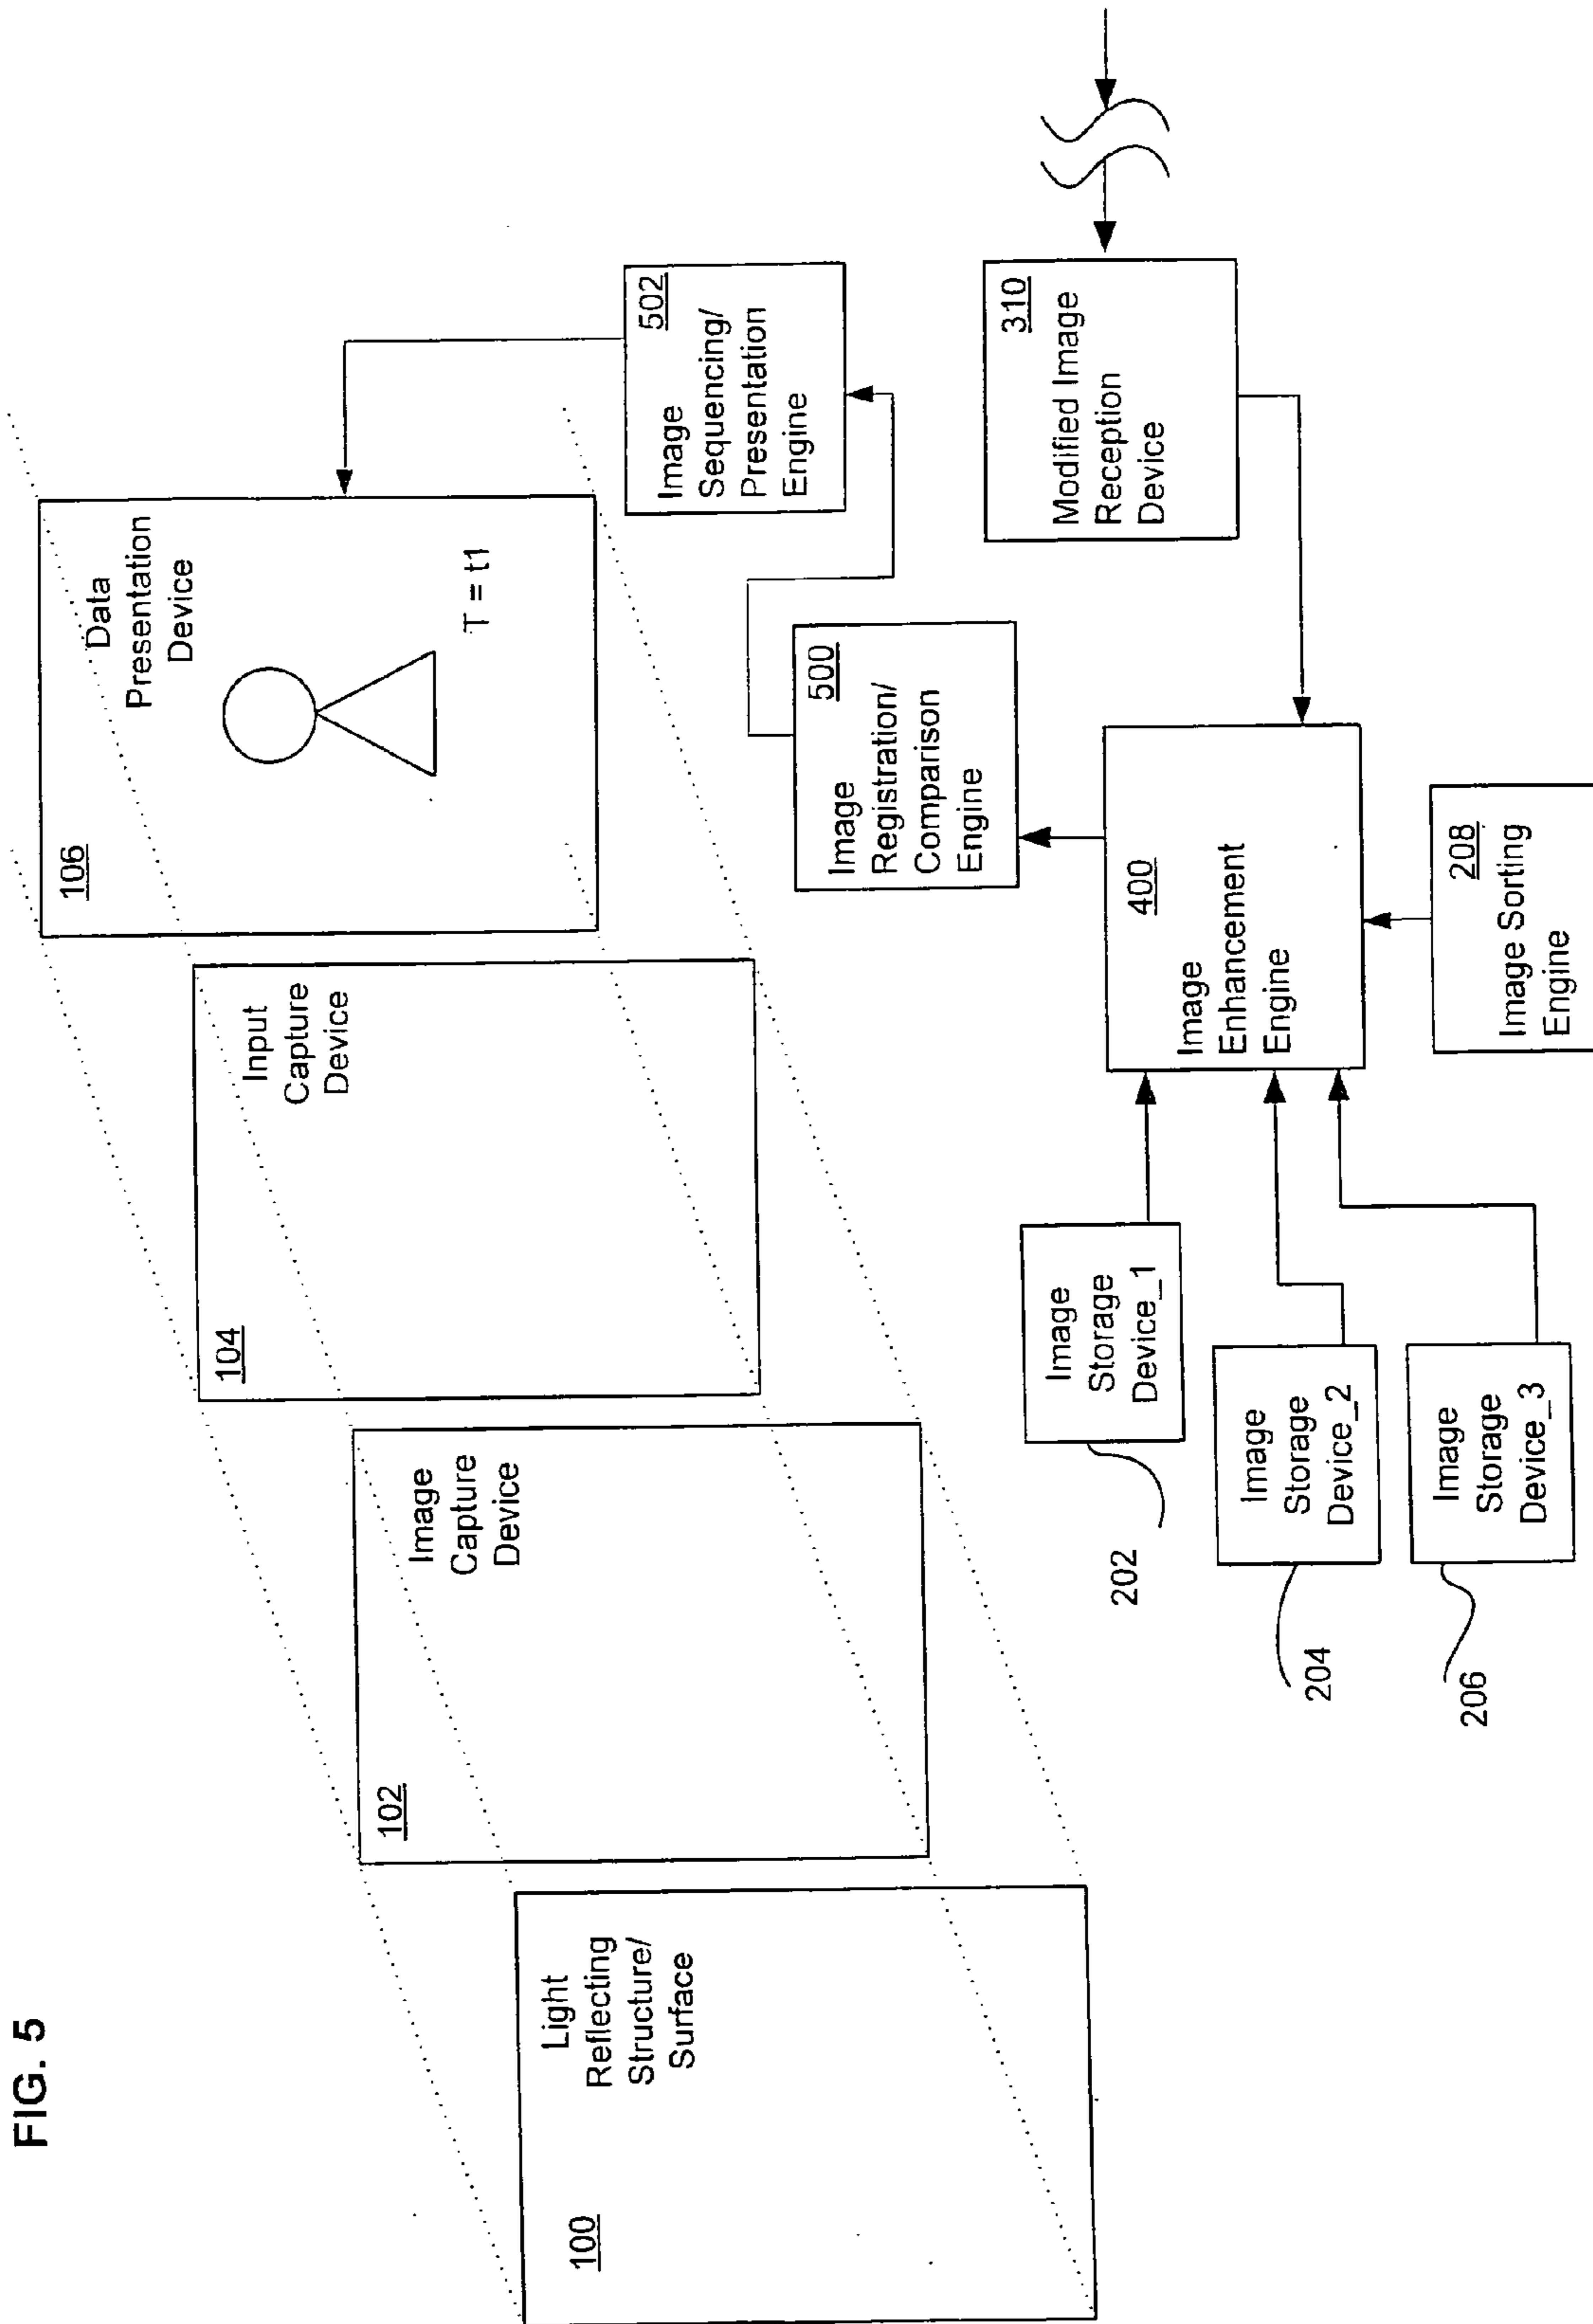 FIG. 5
100
Light
Reflecting
Structure/
Surface
102
Image
Capture
Device
104
Input
Capture
Device
106
Data
Presentation
Device
T = t1
502
Image
Sequencing/
Presentation
Engine
500
Image
Registration/
Comparison
Engine
310
Modified Image
Reception
Device
400
Image
Enhancement
Engine
208
Image Sorting
Engine
Image
Storage
Device_1
202
Image
Storage
Device_2
204
Image
Storage
Device_3
206